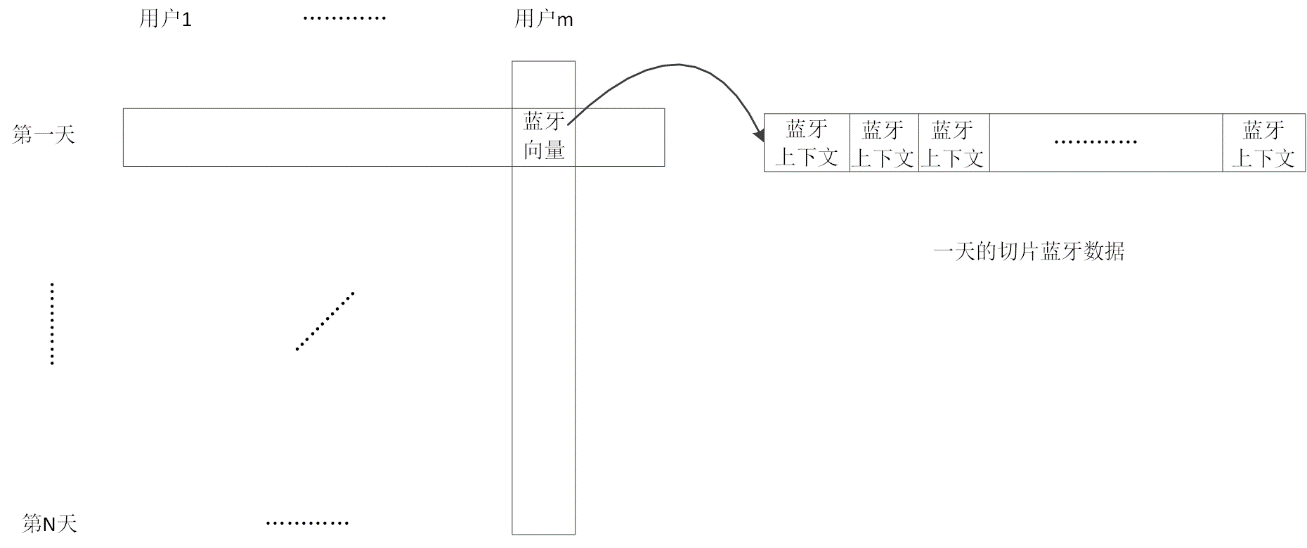 用户1 ………… 用户m
第一天
蓝牙
向量
蓝牙
上下文
蓝牙
上下文
蓝牙
上下文
…………
蓝牙
上下文
一天的切片蓝牙数据
第N天 …………